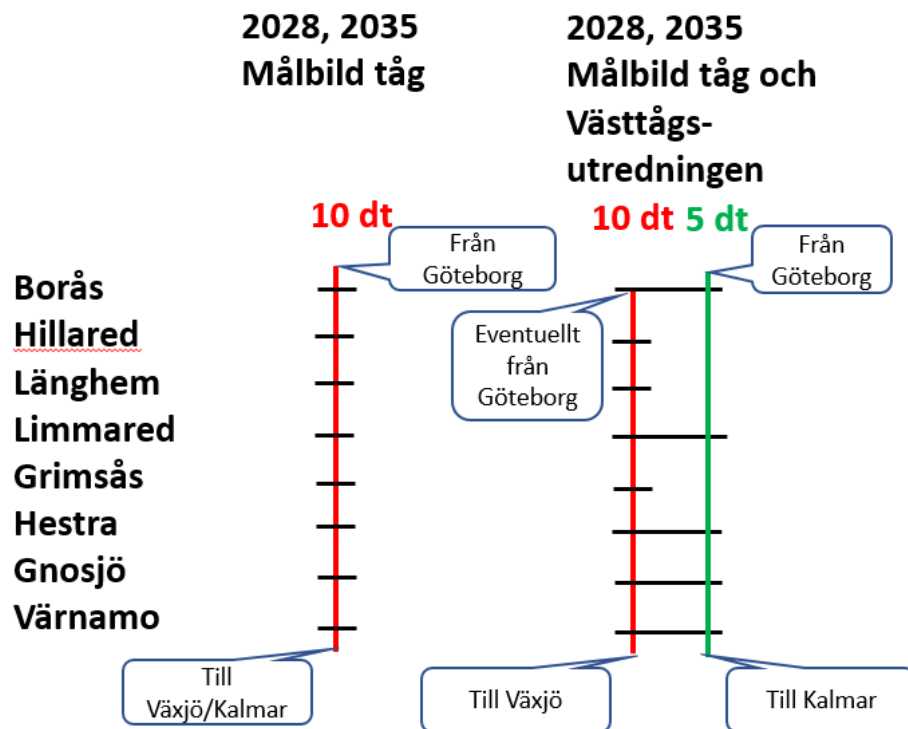 2028, 2035
Målbild tåg
2028, 2035
Målbild tåg och
Västtågs-
utredningen
10 dt
10 dt 5 dt
Från
Göteborg
Från
Göteborg
Borås
Hillared
Länghem
Limmared
Grimsås
Hestra
Gnosjö
Värnamo
Eventuellt
från
Göteborg
Till
Växjö/Kalmar
Till Växjö
Till Kalmar